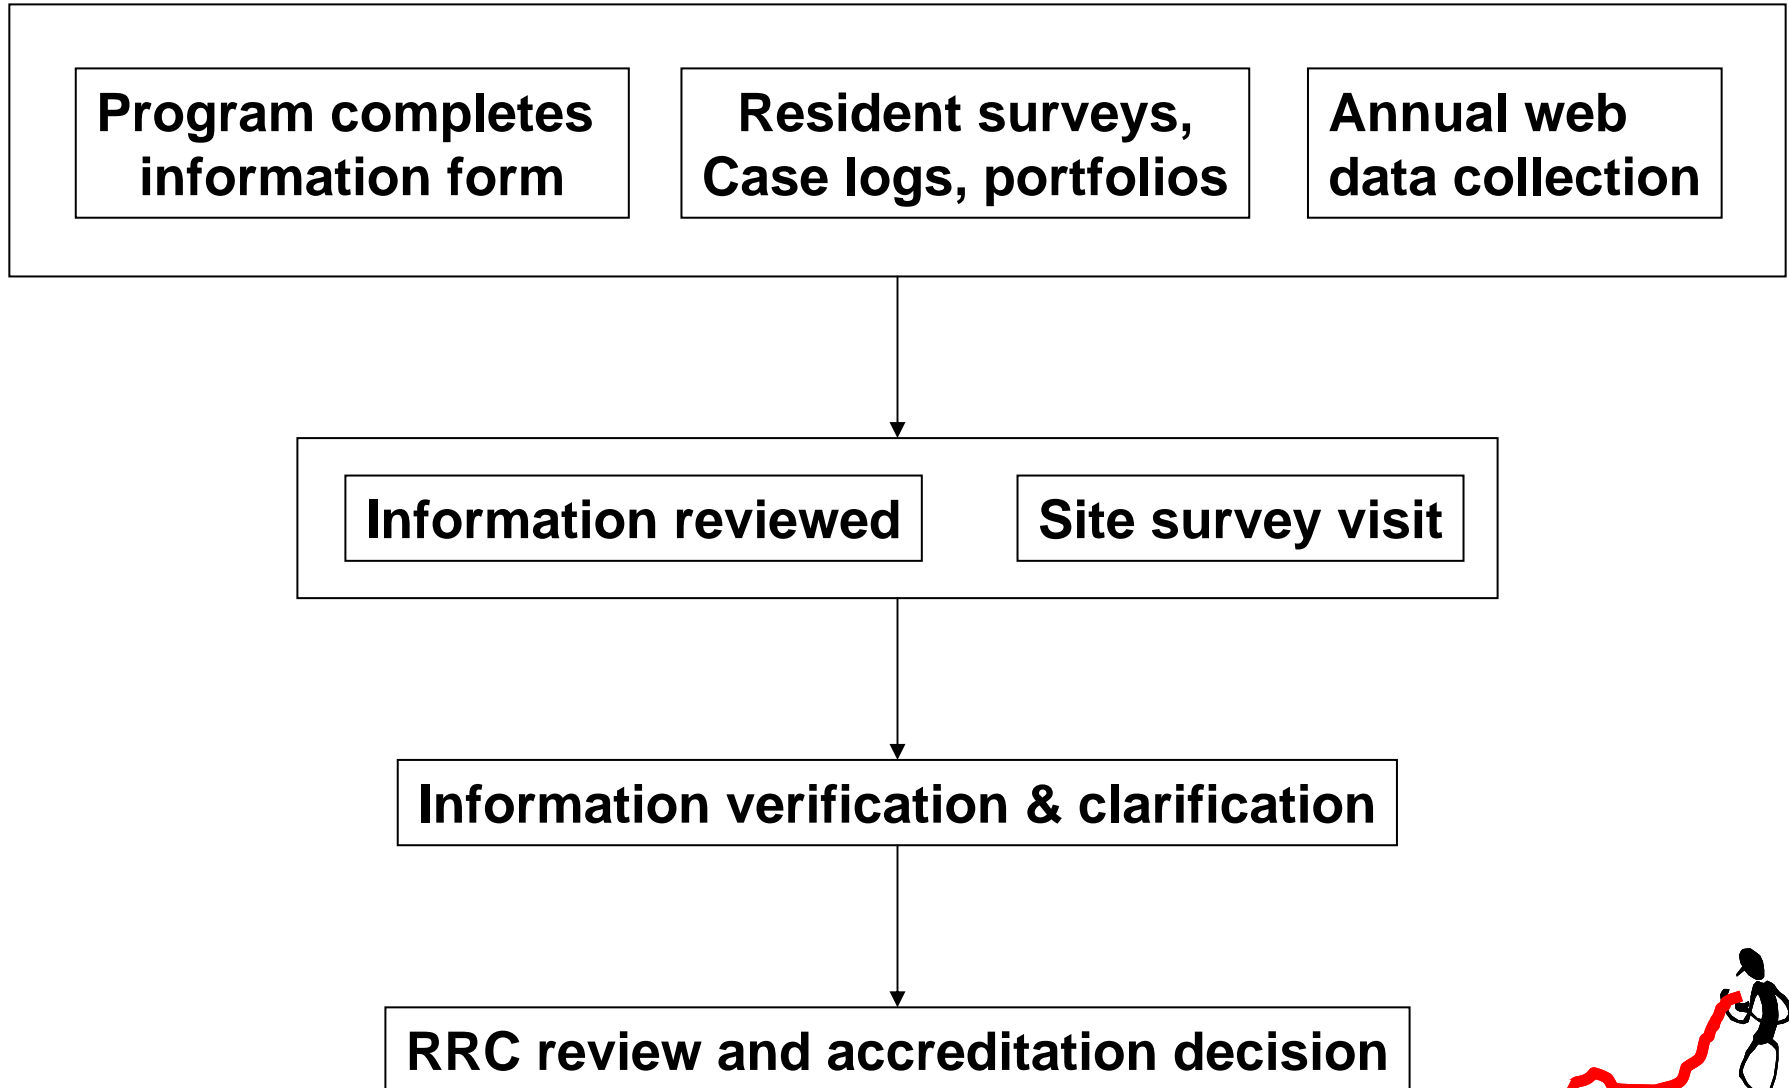 Program completes
information form
Resident surveys,
Case logs, portfolios
Annual web
data collection
Information reviewed
Site survey visit
Information verification & clarification
RRC review and accreditation decision